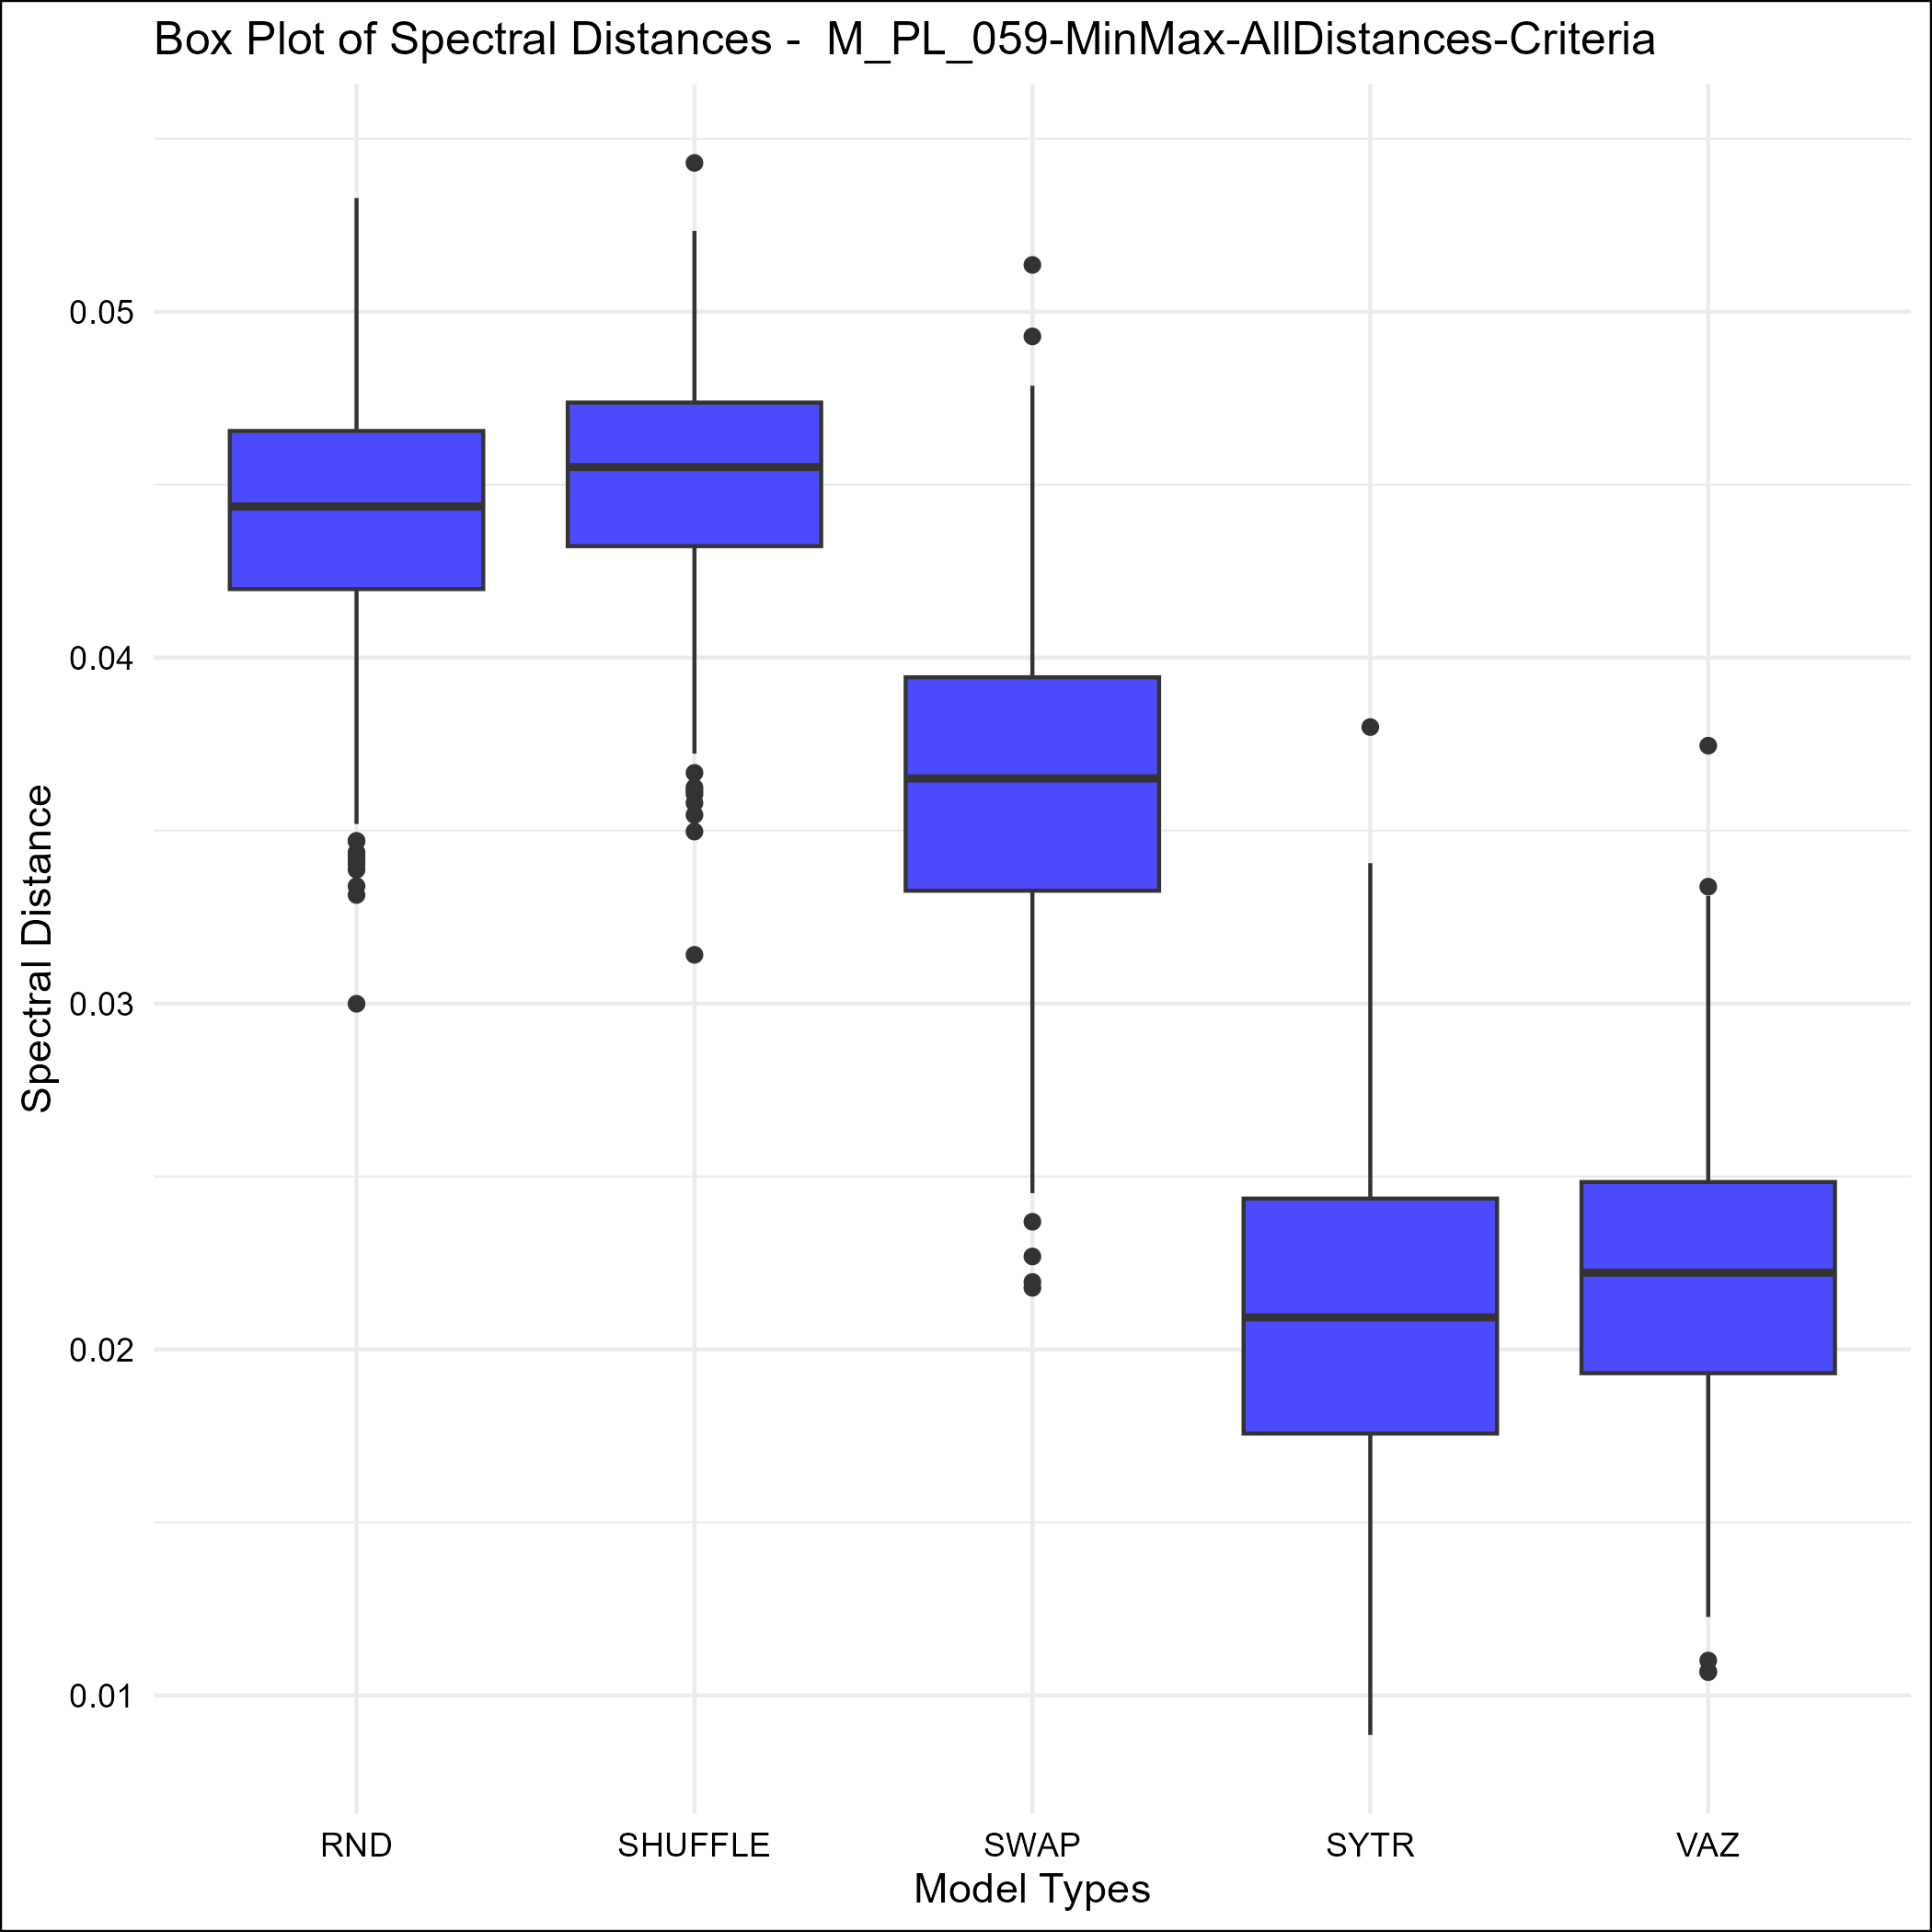 Box Plot of Spectral Distances -  M_PL_059-MinMax-AllDistances-Criteria
Spectral Distance
0.05
0.04
0.03
0.02
0.01
RND
SHUFFLE
SWAP
SYTR
VAZ
Model Types